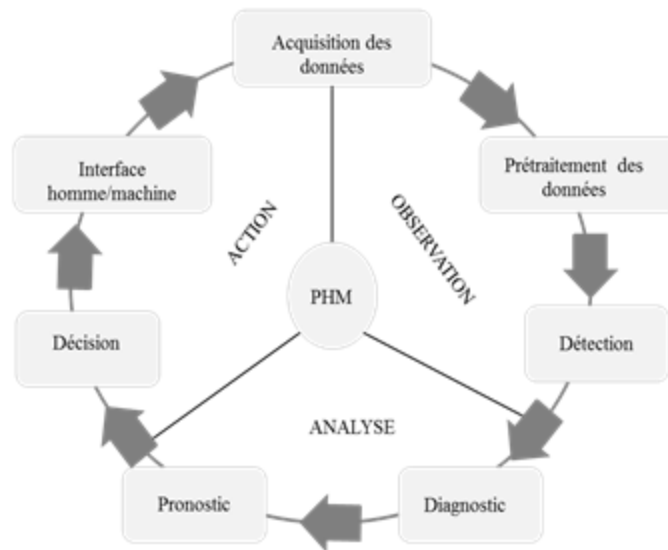 Acquisition des
données
Prétraitement des
données
Détection
Diagnostic
Pronostic
Décision
Interface
homme/machine
ACTION
OBSERVATION
PHM
ANALYSE